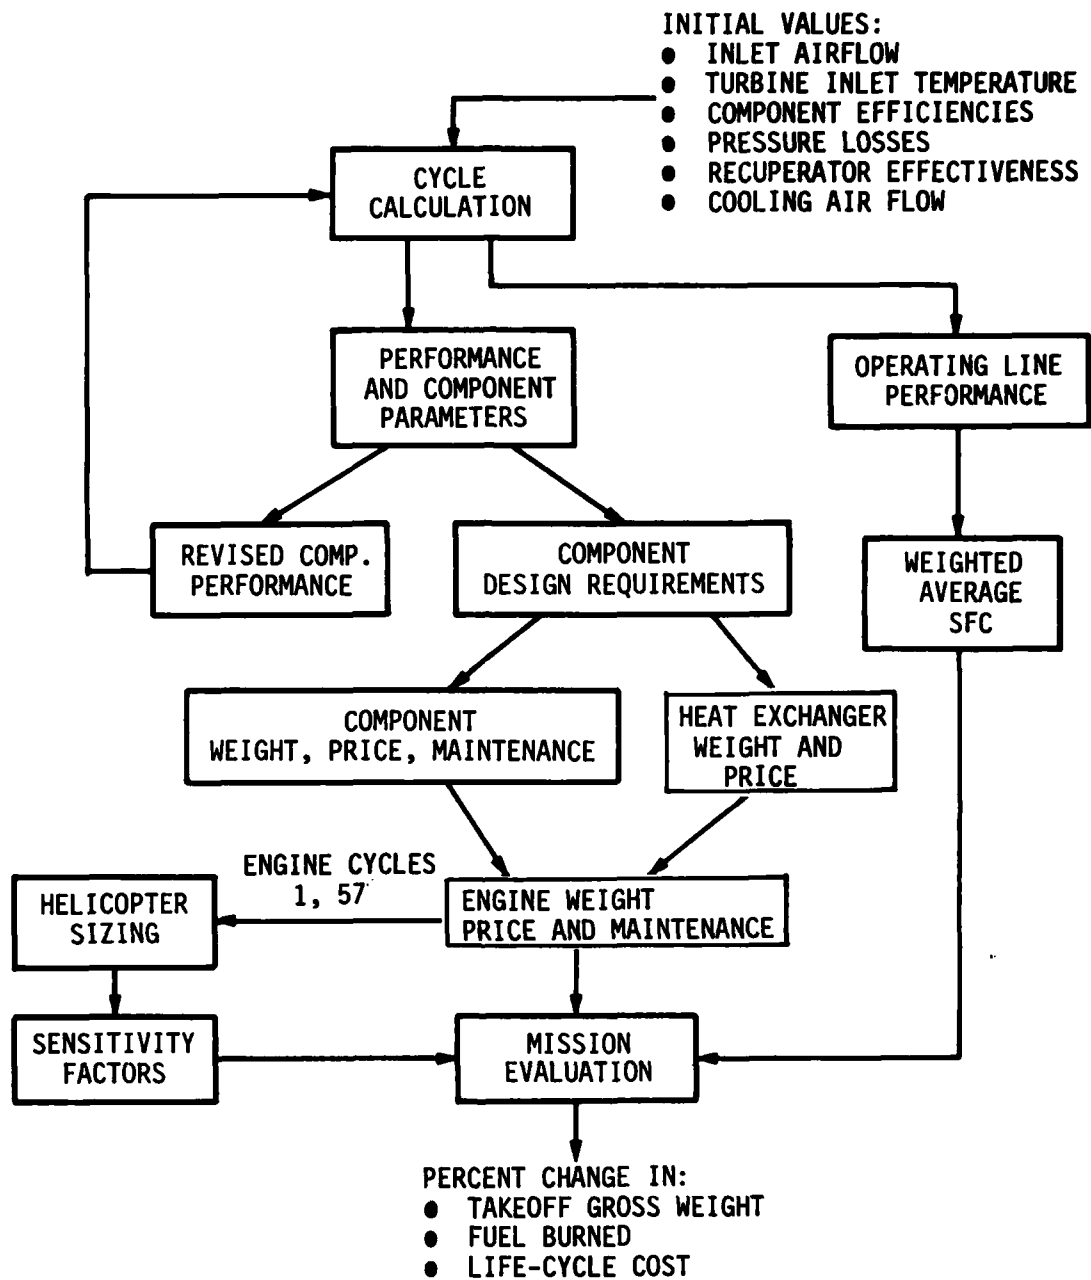 INITIAL VALUES:
● INLET AIRFLOW
● TURBINE INLET TEMPERATURE
● COMPONENT EFFICIENCIES
● PRESSURE LOSSES
● RECUPERATOR EFFECTIVENESS
● COOLING AIR FLOW
CYCLE
CALCULATION
PERFORMANCE
AND COMPONENT
PARAMETERS
OPERATING LINE
PERFORMANCE
REVISED COMP.
PERFORMANCE
COMPONENT
DESIGN REQUIREMENTS
WEIGHTED
AVERAGE
SFC
COMPONENT
WEIGHT, PRICE, MAINTENANCE
HEAT EXCHANGER
WEIGHT AND
PRICE
ENGINE CYCLES
1, 57
HELICOPTER
SIZING
ENGINE WEIGHT
PRICE AND MAINTENANCE
SENSITIVITY
FACTORS
MISSION
EVALUATION
PERCENT CHANGE IN:
● TAKEOFF GROSS WEIGHT
● FUEL BURNED
● LIFE-CYCLE COST